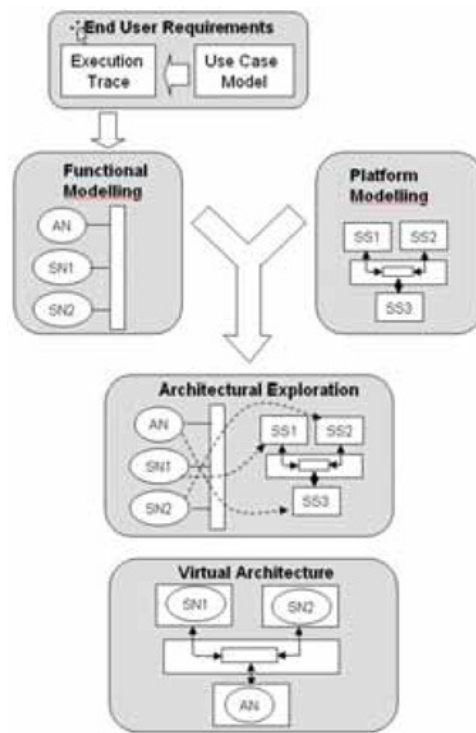 End User Requirements
Execution
Trace
Use Case
Model
Functional
Modelling
AN
SN1
SN2
Platform
Modelling
SS1
SS2
SS3
Architectural Exploration
AN
SN1
SN2
SS1
SS2
SS3
Virtual Architecture
SN1
SN2
AN